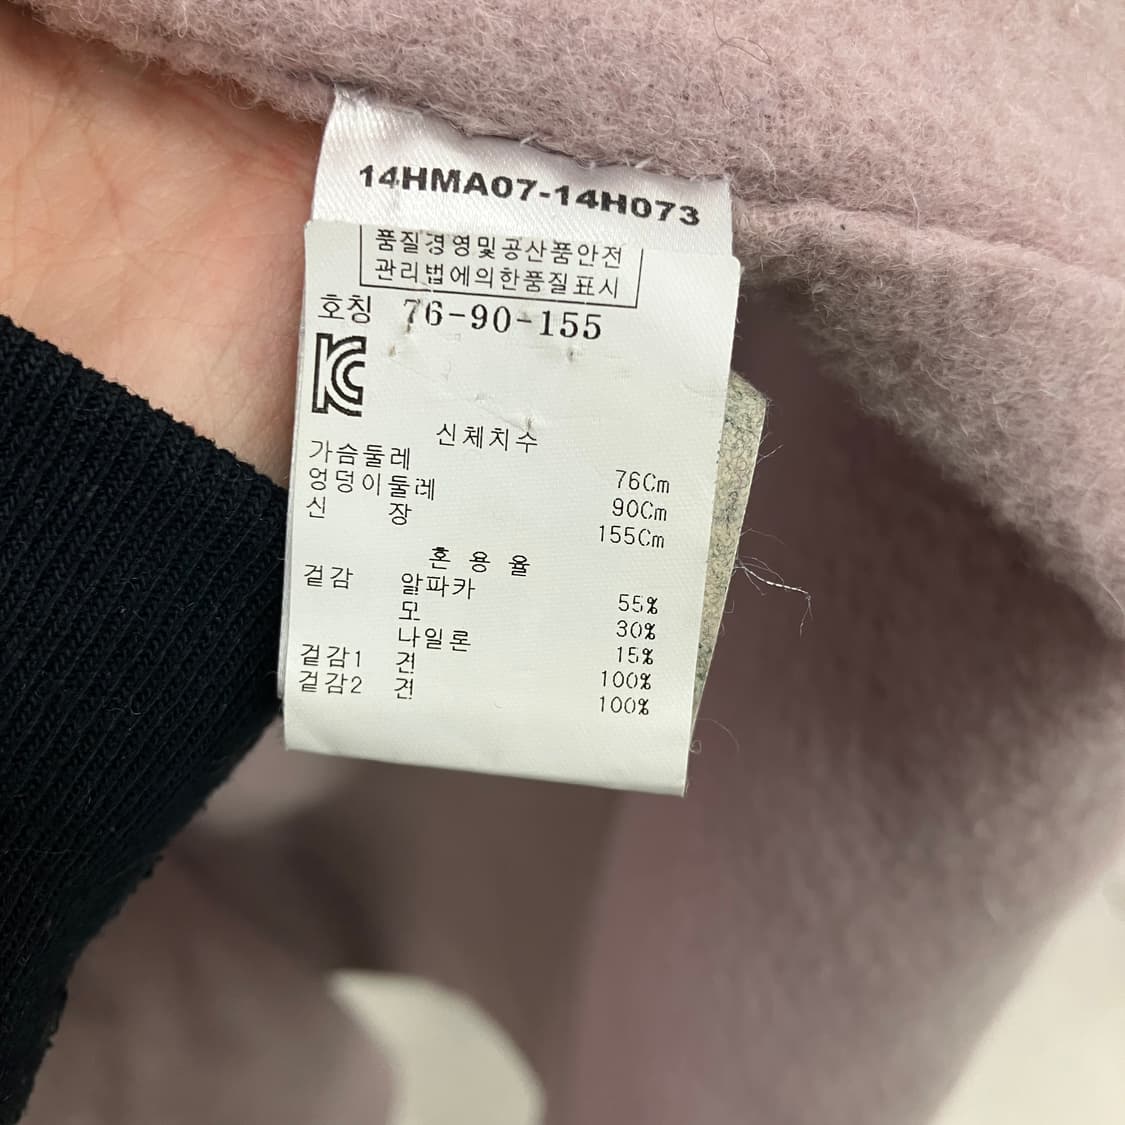 14HMA07-14H073
품질경영및공산품안전
관리법에의한품질표시
호칭 76-90-155
KC
신체치수
가슴둘레 76Cm
엉덩이둘레 90Cm
신 장 155Cm
혼 용 율
겉감 알파카 55%
모 30%
나일론 15%
겉감1 견 100%
겉감2 견 100%